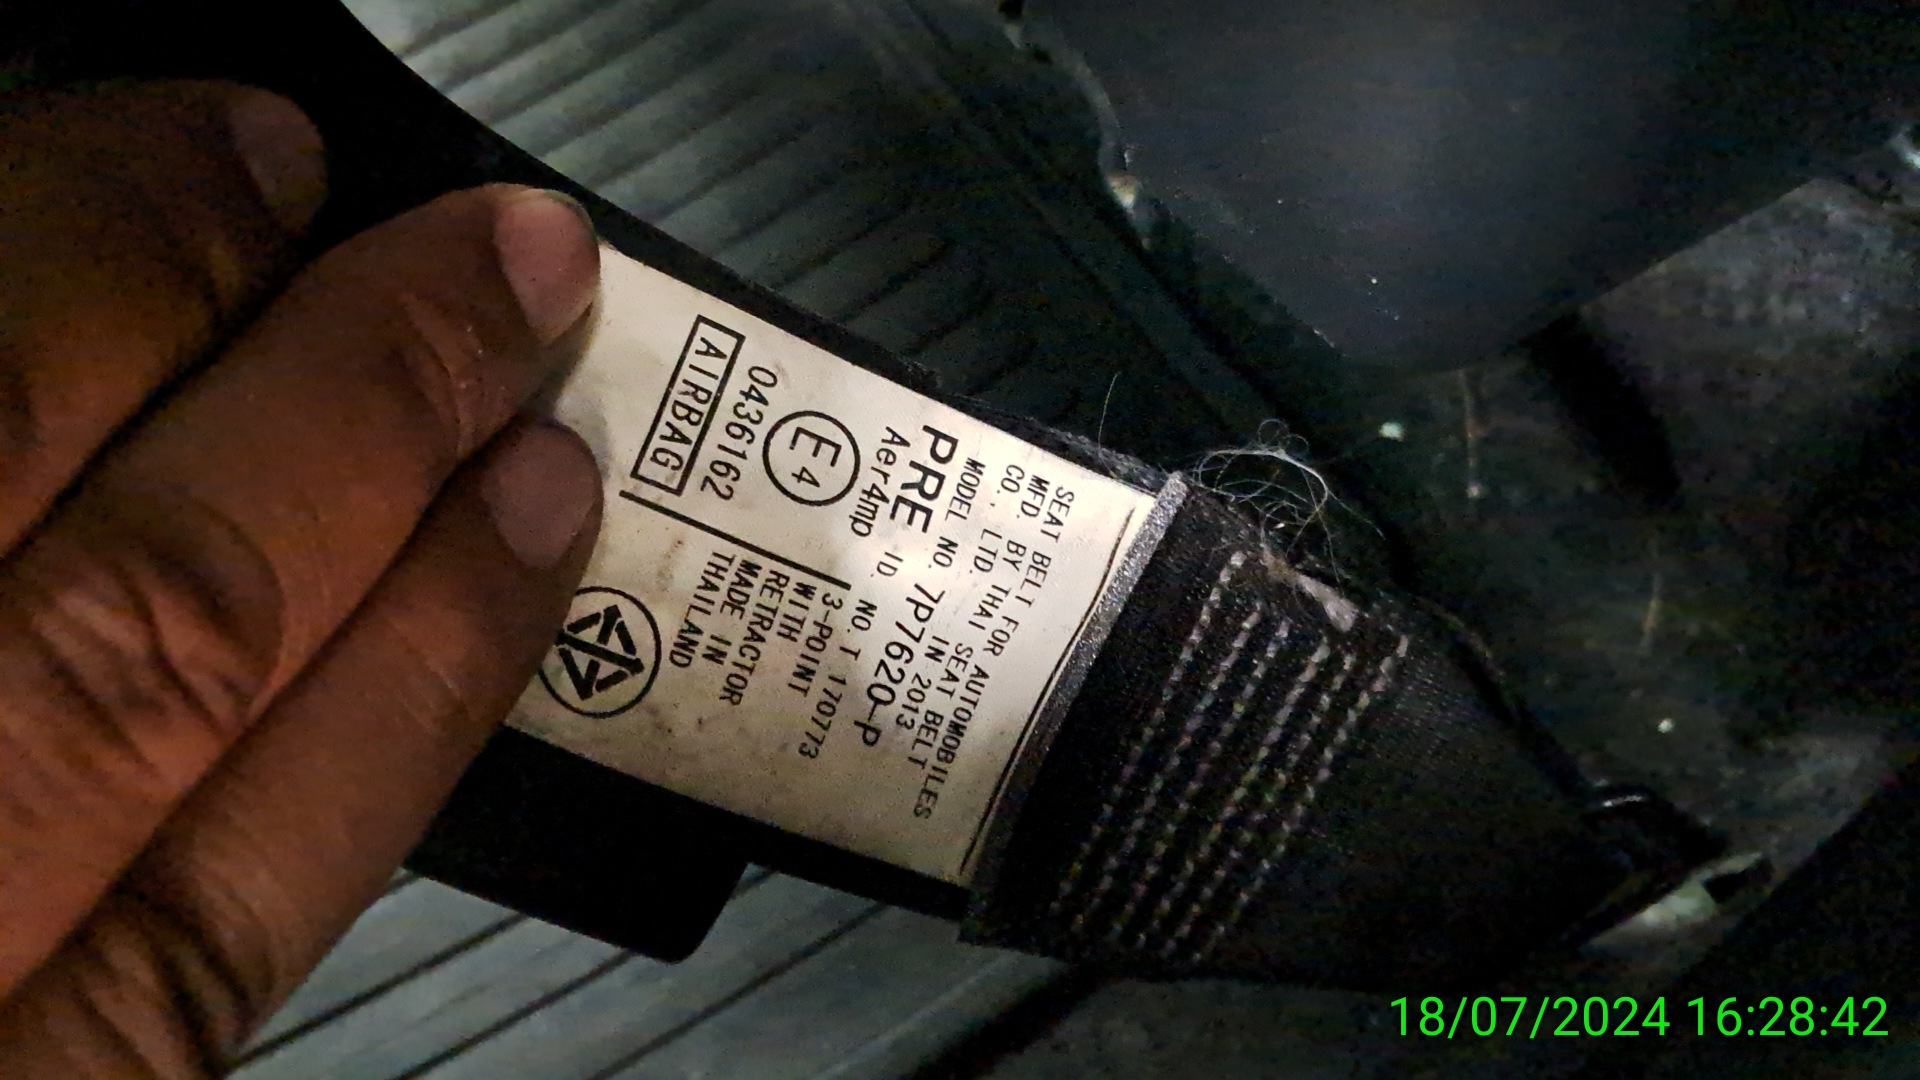 SEAT BELT FOR AUTOMOBILES
MFD. BY THAI SEAT BELT
CO., LTD. IN 2013
MODEL NO. 7P7620-P
PRE
Aer4mp ID. NO. T 170773
E4
0436162
AIRBAG
3-POINT
WITH
RETRACTOR
MADE IN
THAILAND
18/07/2024 16:28:42